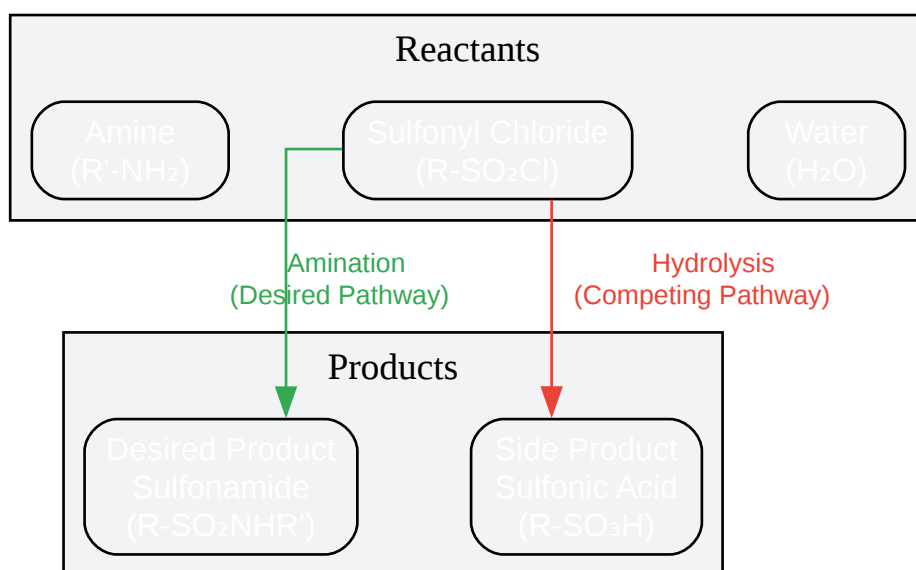 Reactants
Amine
(R'-NH₂)
Sulfonyl Chloride
(R-SO₂Cl)
Water
(H₂O)
Amination
(Desired Pathway)
Hydrolysis
(Competing Pathway)
Products
Desired Product
Sulfonamide
(R-SO₂NHR')
Side Product
Sulfonic Acid
(R-SO₃H)